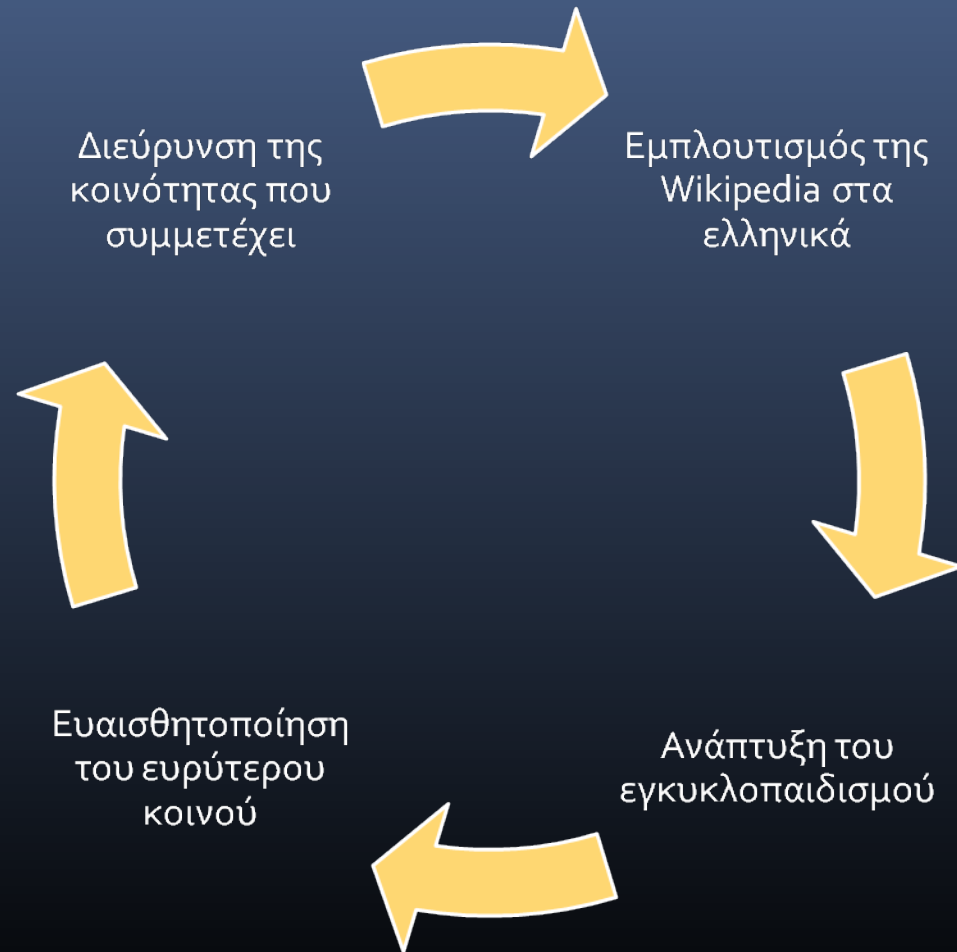 Διεύρυνση της
κοινότητας που
συμμετέχει
Εμπλουτισμός της
Wikipedia στα
ελληνικά
Ανάπτυξη του
εγκυκλοπαιδισμού
Ευαισθητοποίηση
του ευρύτερου
κοινού